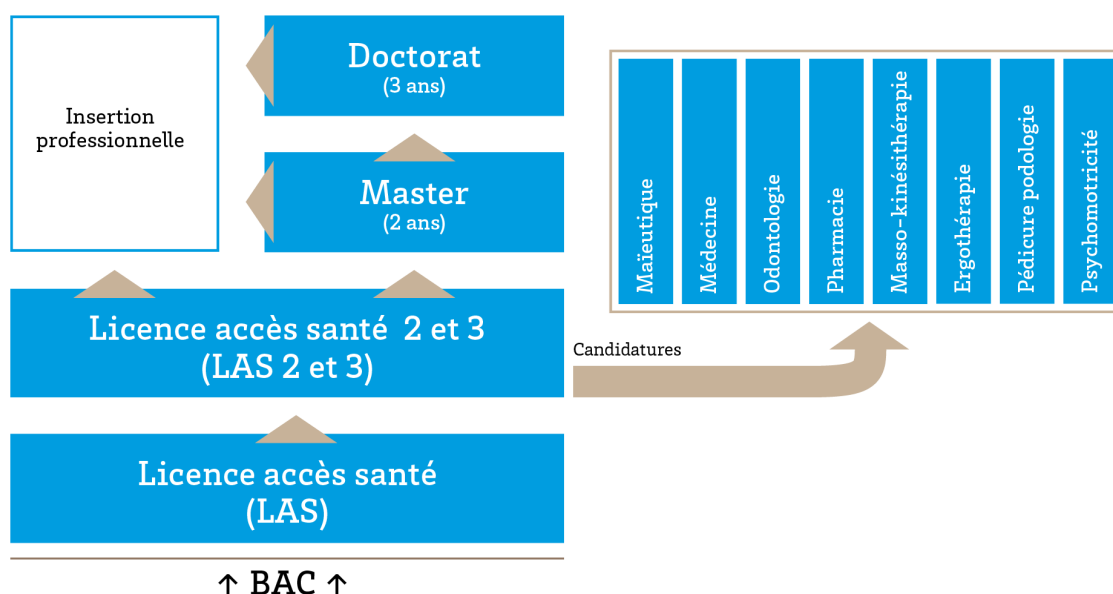 Doctorat
(3 ans)
Insertion
professionnelle
Master
(2 ans)
Licence accès santé 2 et 3
(LAS 2 et 3)
Licence accès santé
(LAS)
↑ BAC ↑
Candidatures
Maïeutique
Médecine
Odontologie
Pharmacie
Masso-kinésithérapie
Ergothérapie
Pédicure podologie
Psychomotricité